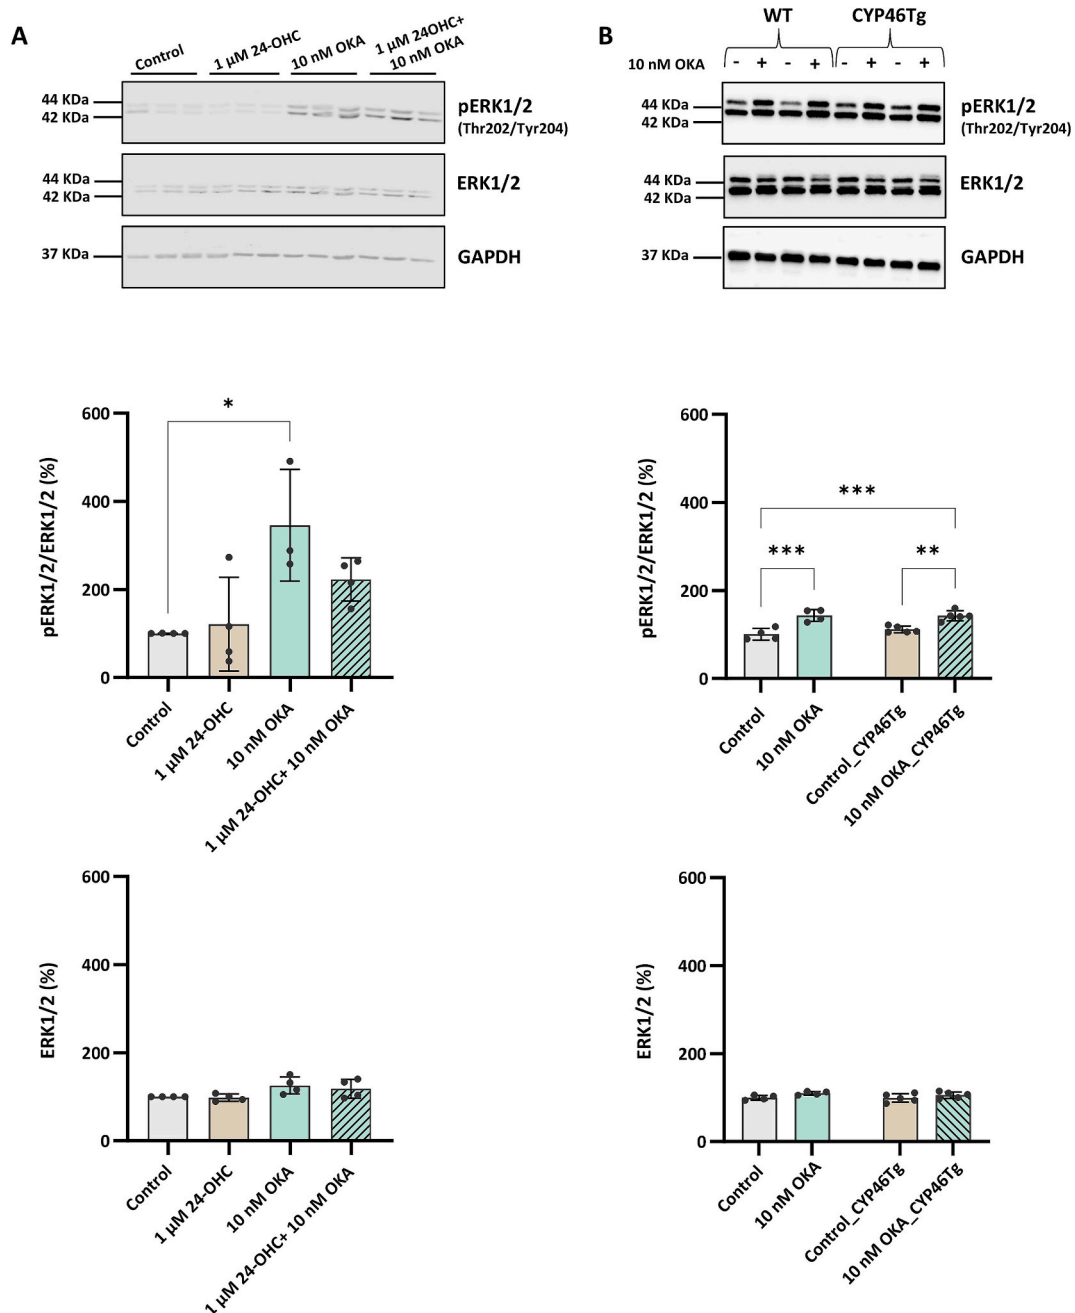 A
Control
1 µM 24-OHC
10 nM OKA
1 µM 24OHC+
10 nM OKA
44 KDa
42 KDa
pERK1/2
(Thr202/Tyr204)
44 KDa
42 KDa
ERK1/2
37 KDa
GAPDH
600
400
200
0
pERK1/2/ERK1/2 (%)
*
Control
1 µM 24-OHC
10 nM OKA
1 µM 24-OHC+ 10 nM OKA
600
400
200
0
ERK1/2 (%)
Control
1 µM 24-OHC
10 nM OKA
1 µM 24-OHC+ 10 nM OKA
B
WT
CYP46Tg
10 nM OKA - + - + - + - +
44 KDa
42 KDa
pERK1/2
(Thr202/Tyr204)
44 KDa
42 KDa
ERK1/2
37 KDa
GAPDH
600
400
200
0
pERK1/2/ERK1/2 (%)
***
*** **
Control
10 nM OKA
Control_CYP46Tg
10 nM OKA_CYP46Tg
600
400
200
0
ERK1/2 (%)
Control
10 nM OKA
Control_CYP46Tg
10 nM OKA_CYP46Tg